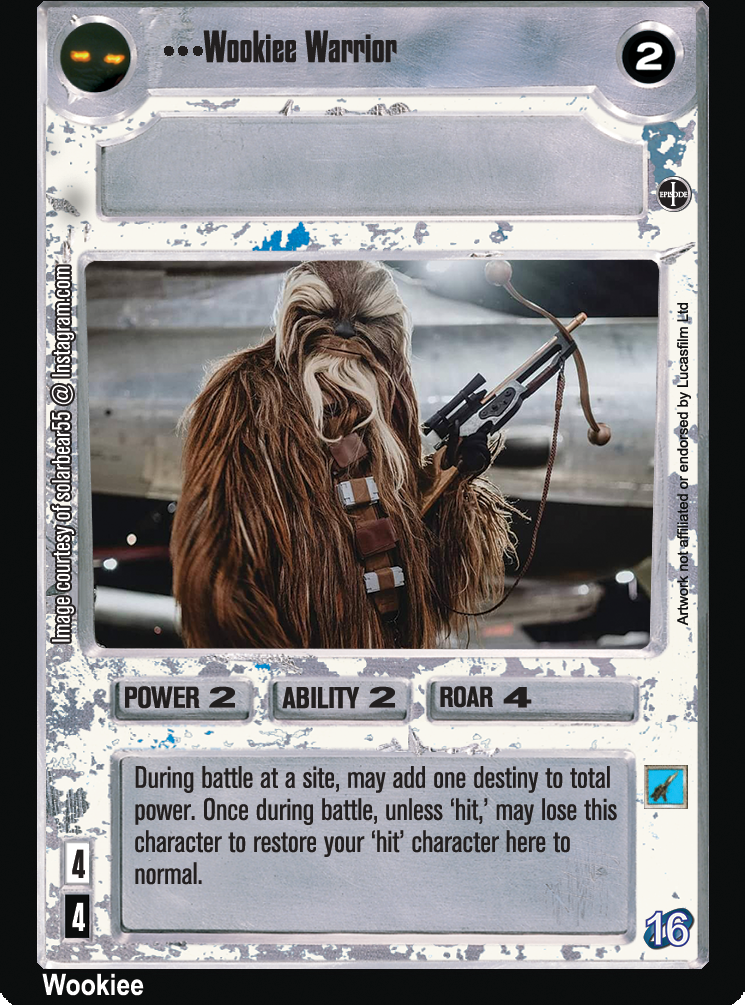 •••Wookiee Warrior
2
EPISODE
I
Image courtesy of solarbear55 @ Instagram.com
Artwork not affiliated or endorsed by Lucasfilm Ltd
POWER 2
ABILITY 2
ROAR 4
During battle at a site, may add one destiny to total
power. Once during battle, unless ‘hit,’ may lose this
character to restore your ‘hit’ character here to
normal.
4
4
16
Wookiee